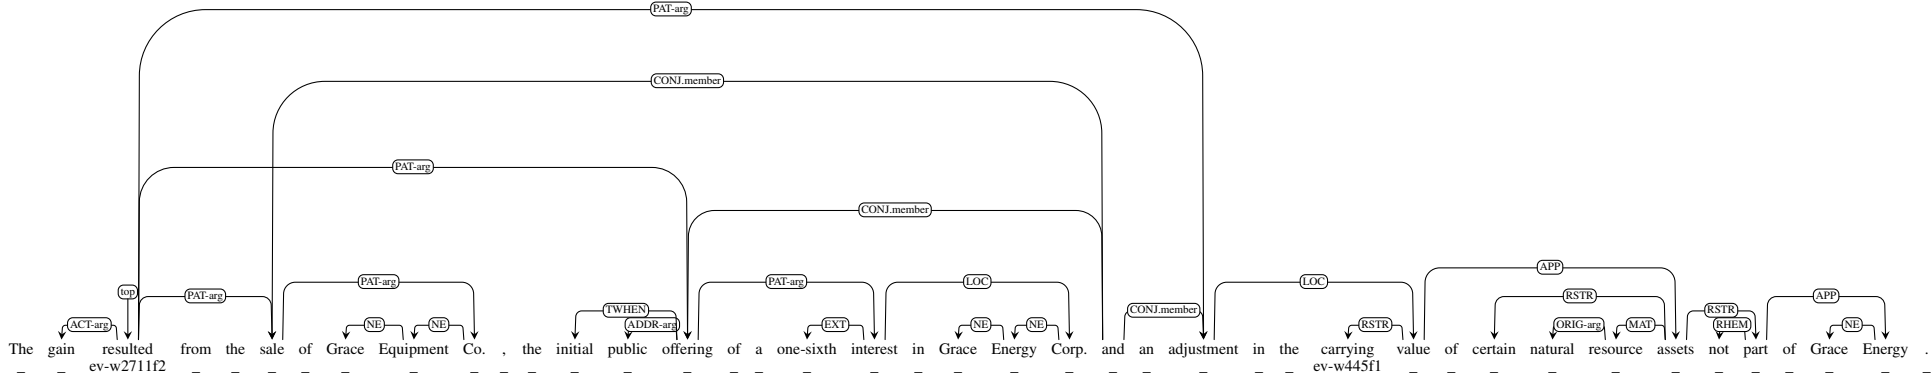 PAT-arg
CONJ.member
PAT-arg
CONJ.member
APP
PAT-arg LOC LOC
top PAT-arg RSTR APP
TWHEN CONJ.member RSTR
ACT-arg NE NE ADDR-arg EXT NE NE RSTR ORIG-arg MAT RHEM NE
The gain resulted from the sale of Grace Equipment Co. , the initial public offering of a one-sixth interest in Grace Energy Corp. and an adjustment in the carrying value of certain natural resource assets not part of Grace Energy .
_ _ ev-w2711f2 _ _ _ _ _ _ _ _ _ _ _ _ _ _ _ _ _ _ _ _ _ _ _ _ _ ev-w445f1 _ _ _ _ _ _ _ _ _ _ _ _